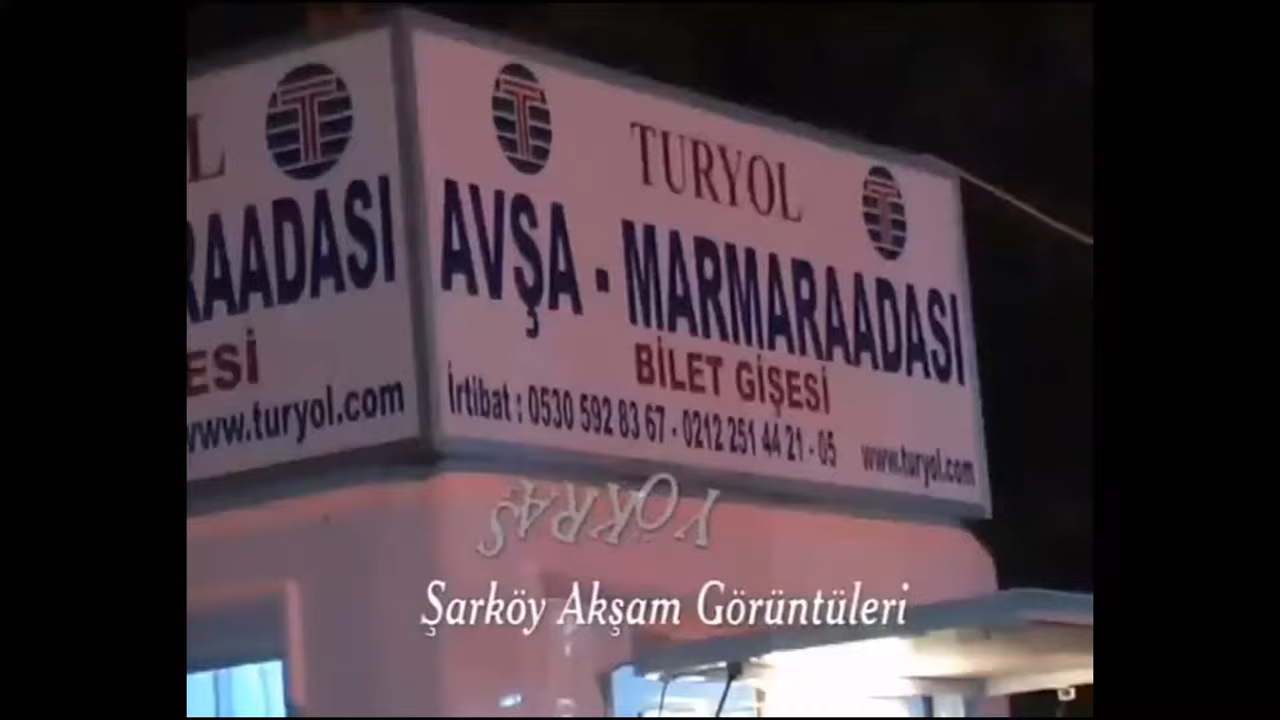 TURYOL
AVŞA - MARMARAADASI
BİLET GİŞESİ
İrtibat : 0530 592 83 67 - 0212 251 44 21 - 05 www.turyol.com
L
RAADASI
ESİ
www.turyol.com
ŞARKÖY
Şarköy Akşam Görüntüleri